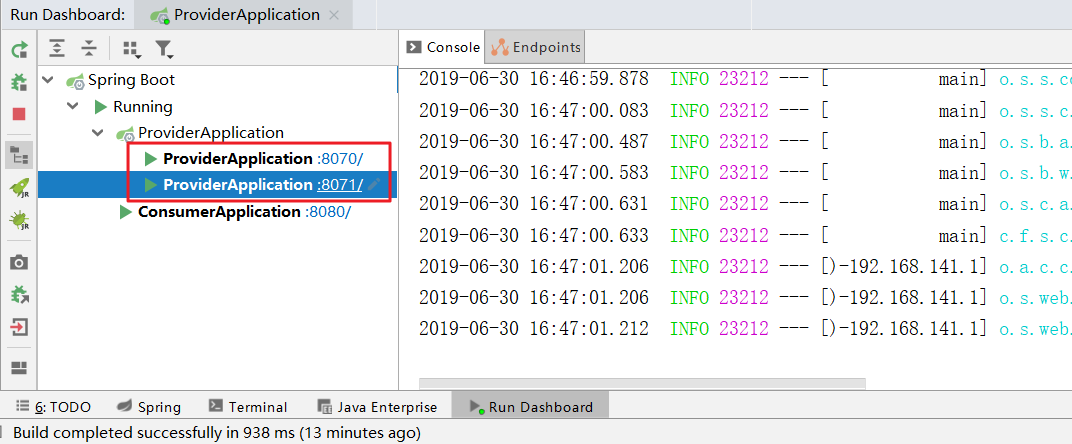 Run Dashboard: ProviderApplication
Console Endpoints
Spring Boot
Running
ProviderApplication
ProviderApplication :8070/
ProviderApplication :8071/
ConsumerApplication :8080/
2019-06-30 16:46:59.878 INFO 23212 --- [ main] o.s.s.co
2019-06-30 16:47:00.083 INFO 23212 --- [ main] o.s.s.c.
2019-06-30 16:47:00.487 INFO 23212 --- [ main] o.s.b.a.
2019-06-30 16:47:00.583 INFO 23212 --- [ main] o.s.b.w.
2019-06-30 16:47:00.631 INFO 23212 --- [ main] o.s.c.a.
2019-06-30 16:47:00.633 INFO 23212 --- [ main] c.f.s.c.
2019-06-30 16:47:01.206 INFO 23212 --- [)-192.168.141.1] o.a.c.c.
2019-06-30 16:47:01.206 INFO 23212 --- [)-192.168.141.1] o.s.web.
2019-06-30 16:47:01.212 INFO 23212 --- [)-192.168.141.1] o.s.web.
JR
JR
6: TODO Spring Terminal Java Enterprise Run Dashboard
Build completed successfully in 938 ms (13 minutes ago)